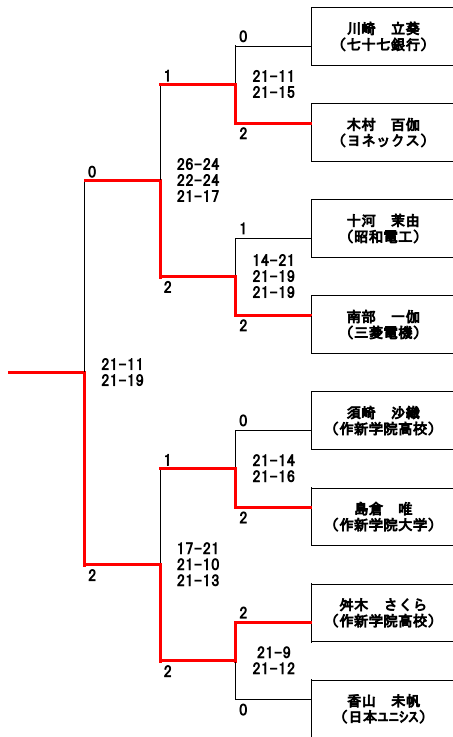 0
川崎 立葵
(七十七銀行)
1
21-11
21-15
2
木村 百伽
(ヨネックス)
0
26-24
22-24
21-17
1
十河 茉由
(昭和電工)
14-21
21-19
21-19
2
2
南部 一伽
(三菱電機)
21-11
21-19
0
須崎 沙織
(作新学院高校)
1
21-14
21-16
2
島倉 唯
(作新学院大学)
2
17-21
21-10
21-13
2
舛木 さくら
(作新学院高校)
2
21-9
21-12
0
香山 未帆
(日本ユニシス)